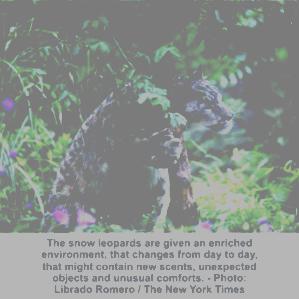 The snow leopards are given an enriched
environment, that changes from day to day,
that might contain new scents, unexpected
objects and unusual comforts. - Photo:
Librado Romero / The New York Times